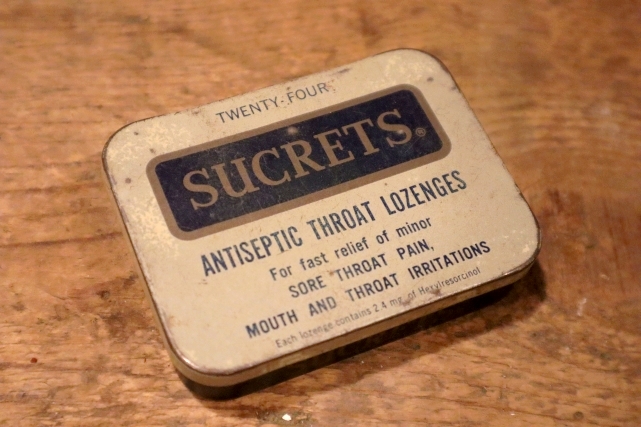 TWENTY-FOUR
SUCRETS®
ANTISEPTIC THROAT LOZENGES
For fast relief of minor
SORE THROAT PAIN,
MOUTH AND THROAT IRRITATIONS
Each lozenge contains 2.4 mg. of Hexylresorcinol